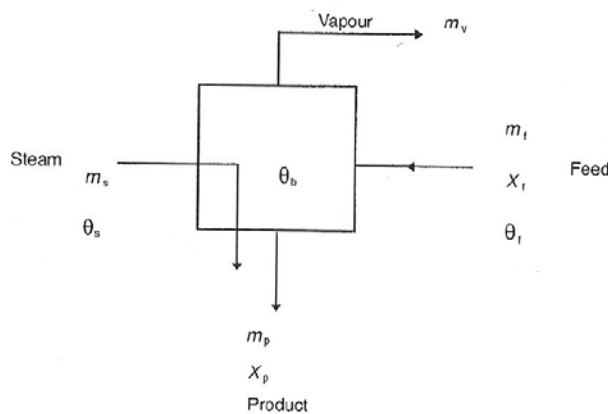 Vapour
m_v
Steam
m_s
θ_s
θ_b
m_f
X_f
θ_f
Feed
m_p
X_p
Product